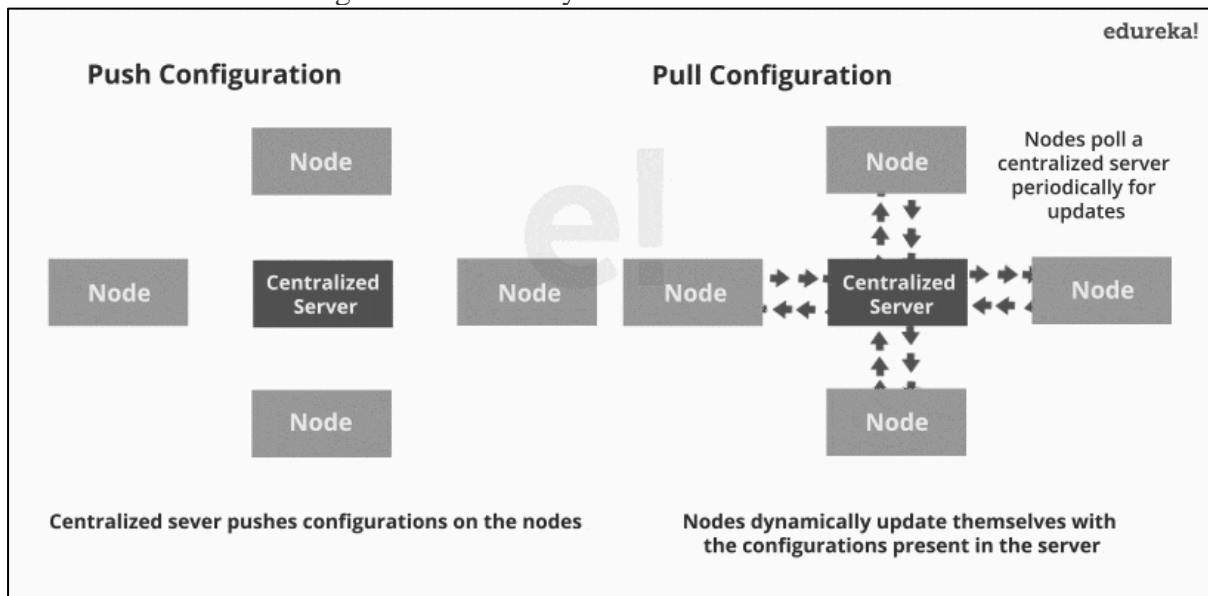 edureka!
Push Configuration
Node
Node
Centralized
Server
Node
Node
Centralized sever pushes configurations on the nodes
Pull Configuration
Node
Nodes poll a
centralized server
periodically for
updates
Node
Centralized
Server
Node
Node
Nodes dynamically update themselves with
the configurations present in the server
e!